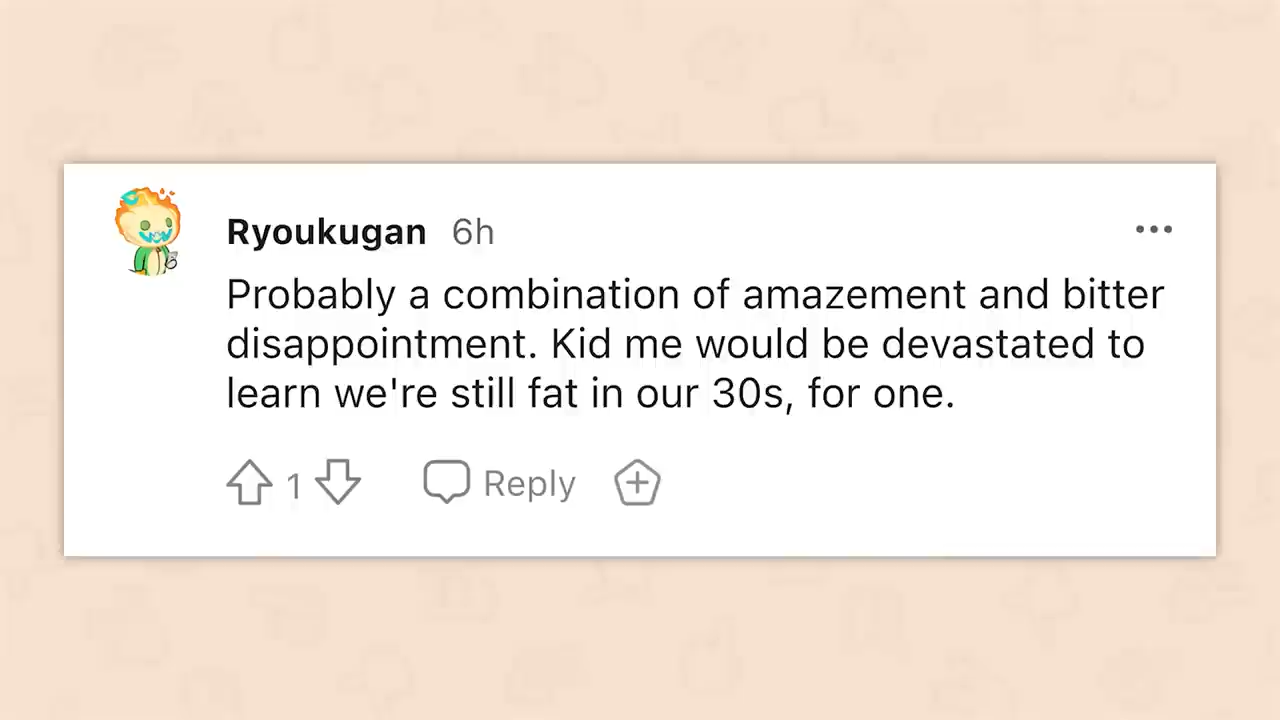 Ryoukugan 6h
Probably a combination of amazement and bitter
disappointment. Kid me would be devastated to
learn we're still fat in our 30s, for one.
1 Reply